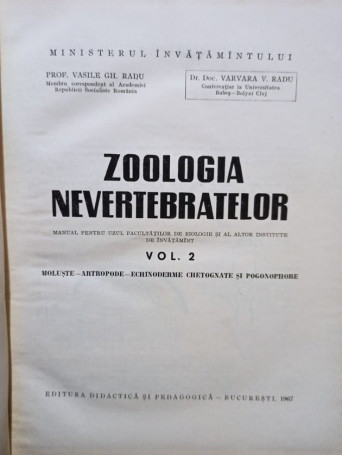 MINISTERUL ÎNVĂȚĂMÎNTULUI
PROF. VASILE GH. RADU
Membru corespondent al Academiei
Republicii Socialiste România
Dr. Doc. VARVARA V. RADU
Conferențiar la Universitatea
Babeș-Bolyai Cluj
ZOOLOGIA
NEVERTEBRATELOR
MANUAL PENTRU UZUL FACULTĂȚILOR DE BIOLOGIE ȘI AL ALTOR INSTITUTE
DE ÎNVĂȚĂMÎNT
VOL. 2
MOLUȘTE—ARTROPODE—ECHINODERME CHETOGNATE ȘI POGONOPHORE
EDITURA DIDACTICĂ ȘI PEDAGOGICĂ — BUCUREȘTI, 1967